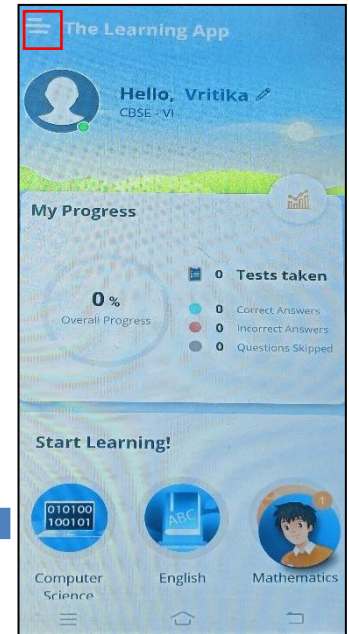 The Learning App
Hello, Vritika
CBSE - VI
My Progress
0 Tests taken
0 %
Overall Progress
0 Correct Answers
0 Incorrect Answers
0 Questions Skipped
Start Learning!
010100
100101
ABC
1
Computer
Science
English
Mathematics